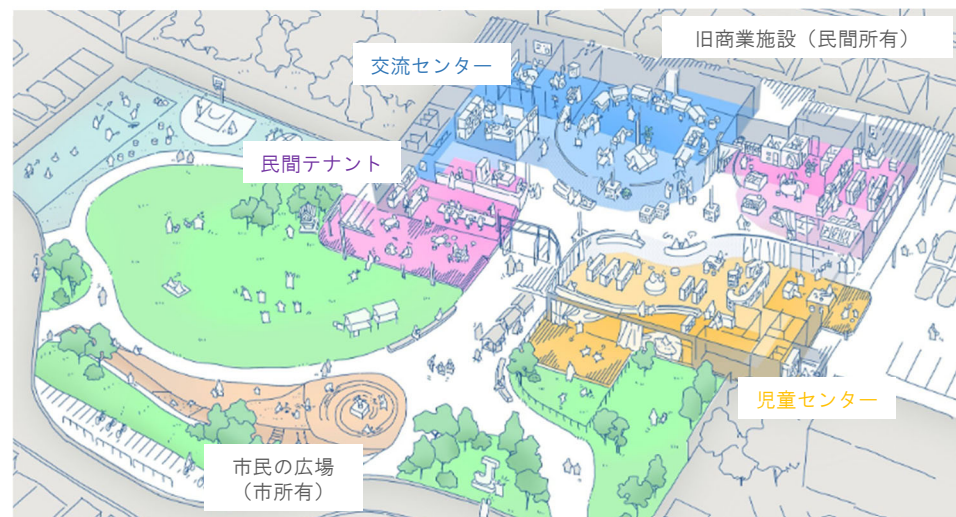 旧商業施設（民間所有）
交流センター
民間テナント
児童センター
市民の広場
（市所有）